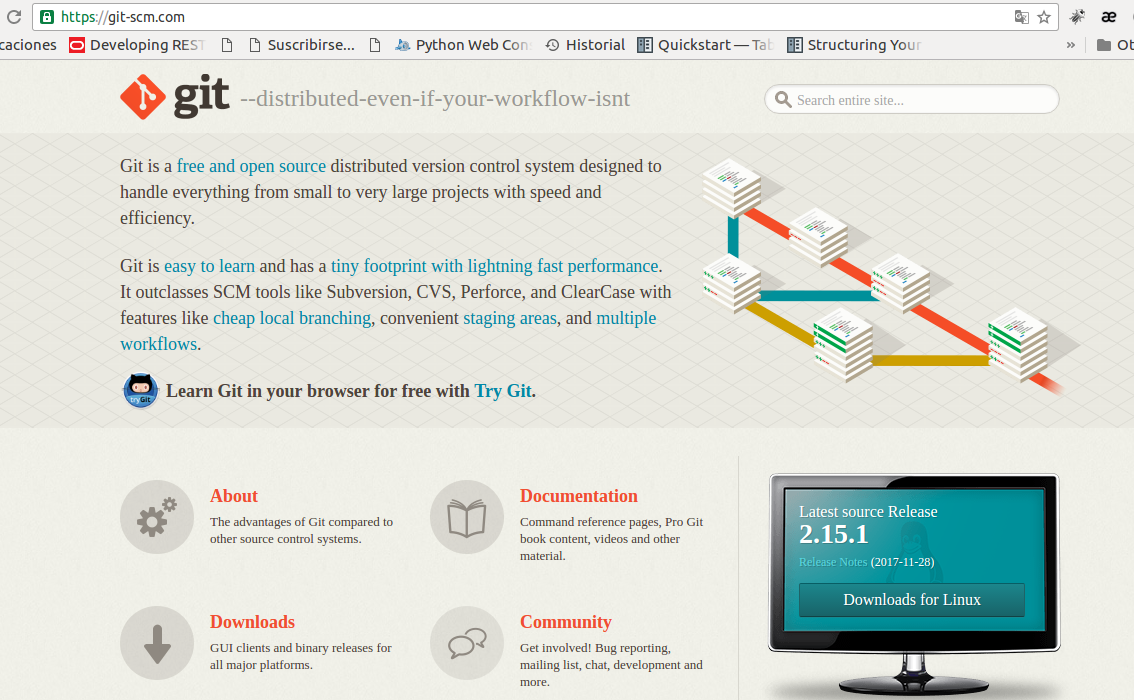 https://git-scm.com
caciones Developing REST Suscribirse... Python Web Con Historial Quickstart — Tab Structuring Your » Ot
git --distributed-even-if-your-workflow-isnt
Search entire site...
Git is a free and open source distributed version control system designed to
handle everything from small to very large projects with speed and
efficiency.
Git is easy to learn and has a tiny footprint with lightning fast performance.
It outclasses SCM tools like Subversion, CVS, Perforce, and ClearCase with
features like cheap local branching, convenient staging areas, and multiple
workflows.
tryGit
Learn Git in your browser for free with Try Git.
About
The advantages of Git compared to
other source control systems.
Documentation
Command reference pages, Pro Git
book content, videos and other
material.
Downloads
GUI clients and binary releases for
all major platforms.
Community
Get involved! Bug reporting,
mailing list, chat, development and
more.
Latest source Release
2.15.1
Release Notes (2017-11-28)
Downloads for Linux